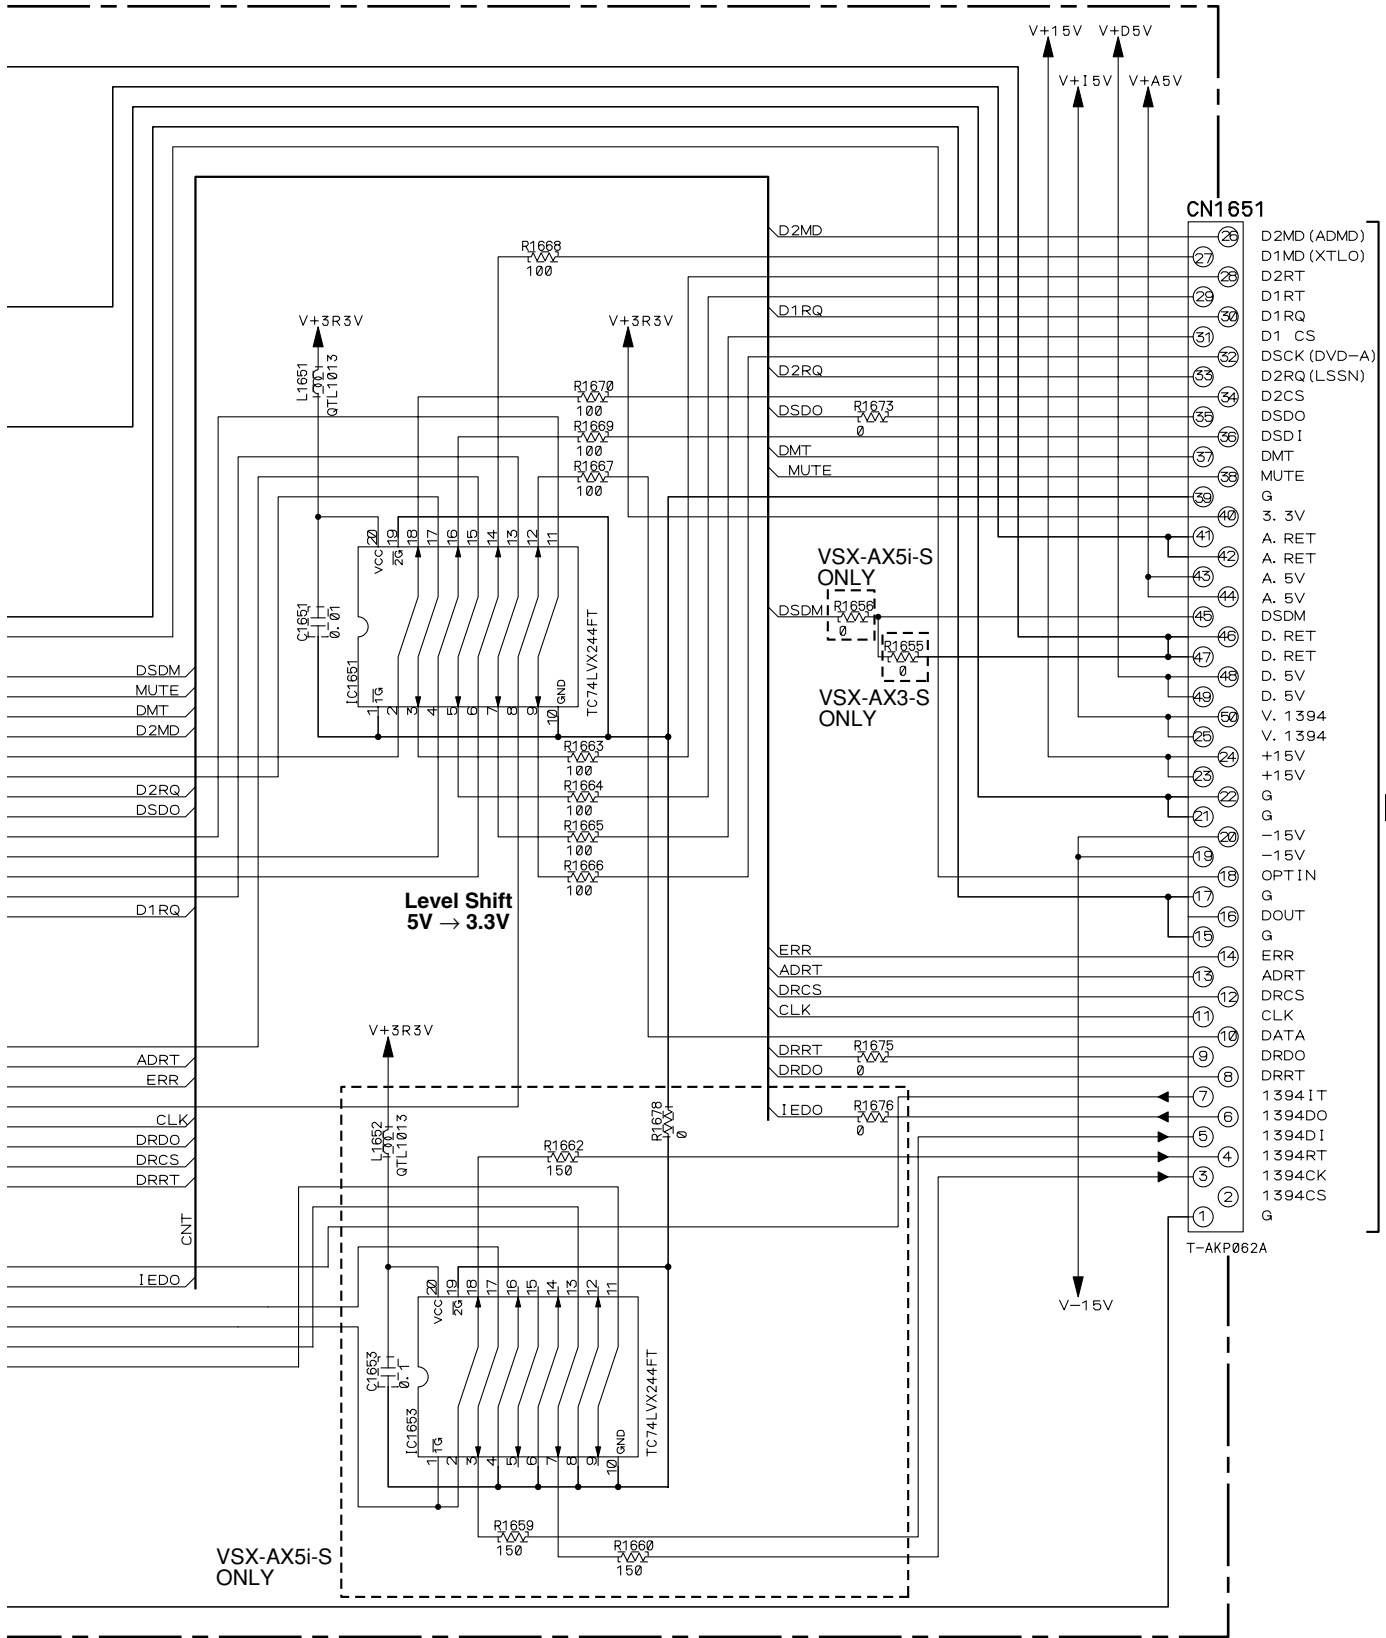 V+15V V+D5V
V+I5V V+A5V
CN1651
D2MD 26 D2MD(ADMD)
R1668
100
27 D1MD(XTLO)
28 D2RT
29 D1RT
V+3R3V
V+3R3V
D1RQ 30 D1RQ
31 D1 CS
32 DSCK(DVD-A)
L1651
QTL1013
D2RQ 33 D2RQ(LSSN)
R1670
100
34 D2CS
DSDO R1673
0
35 DSDO
R1669
100
36 DSDI
DMT 37 DMT
R1667
100
MUTE 38 MUTE
39 G
40 3.3V
20 19 18 17 16 15 14 13 12 11
VCC 2G
41 A.RET
42 A.RET
VSX-AX5i-S
ONLY
43 A.5V
44 A.5V
C1651
0.01
DSDM R1656
0
45 DSDM
46 D.RET
R1655
0
47 D.RET
VSX-AX3-S
ONLY
IC1651
1G
GND
TC74LVX244FT
1 2 3 4 5 6 7 8 9 10
DSDM
MUTE
DMT
D2MD
48 D.5V
49 D.5V
50 V.1394
25 V.1394
R1663
100
24 +15V
23 +15V
D2RQ
DSDO
R1664
100
22 G
21 G
R1665
100
20 -15V
19 -15V
R1666
100
18 OPTIN
Level Shift
5V → 3.3V
D1RQ
17 G
16 DOUT
15 G
ERR 14 ERR
ADRT 13 ADRT
DRCS 12 DRCS
CLK 11 CLK
V+3R3V
10 DATA
ADRT
ERR
DRRT R1675
0
9 DRDO
DRDO 8 DRRT
7 1394IT
IEDO R1676
0
6 1394DO
CLK
DRDO
DRCS
DRRT
L1652
QTL1013
R1678
0
R1662
150
5 1394DI
4 1394RT
3 1394CK
2 1394CS
1 G
CNT
T-AKP062A
IEDO
20 19 18 17 16 15 14 13 12 11
VCC 2G
V-15V
C1653
0.1
IC1653
1G
GND
TC74LVX244FT
1 2 3 4 5 6 7 8 9 10
R1659
150
R1660
150
VSX-AX5i-S
ONLY